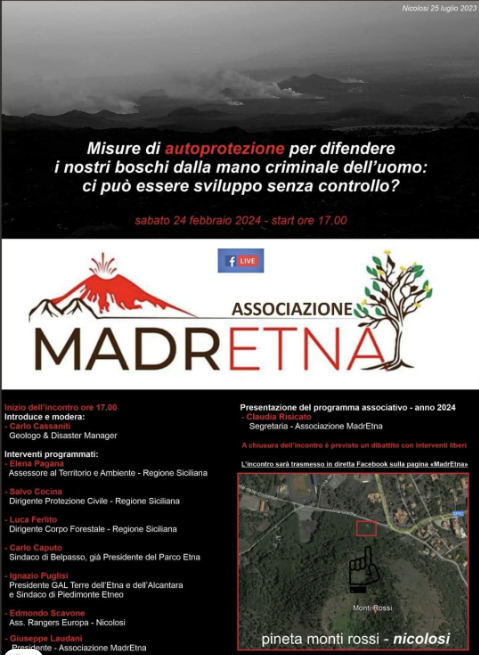 Nicolosi 25 luglio 2023
Misure di autoprotezione per difendere
i nostri boschi dalla mano criminale dell'uomo:
ci può essere sviluppo senza controllo?
sabato 24 febbraio 2024 - start ore 17,00
f LIVE
ASSOCIAZIONE
MADRETNA
Inizio dell'incontro ore 17.00
Introduce e modera:
- Carlo Cassaniti
Geologo & Disaster Manager
Interventi programmati:
- Elena Pagana
Assessore al Territorio e Ambiente - Regione Siciliana
- Salvo Cocina
Dirigente Protezione Civile - Regione Siciliana
- Luca Ferlito
Dirigente Corpo Forestale - Regione Siciliana
- Carlo Caputo
Sindaco di Belpasso, già Presidente del Parco Etna
- Ignazio Puglisi
Presidente GAL Terre dell'Etna e dell'Alcantara
e Sindaco di Piedimonte Etneo
- Edmondo Scavone
Ass. Rangers Europa - Nicolosi
- Giuseppe Laudani
Presidente - Associazione MadrEtna
Presentazione del programma associativo - anno 2024
- Claudia Risicato
Segretaria - Associazione MadrEtna
A chiusura dell'incontro è previsto un dibattito con interventi liberi
L'incontro sarà trasmesso in diretta Facebook sulla pagina «MadrEtna»
Monti Rossi
pineta monti rossi - nicolosi